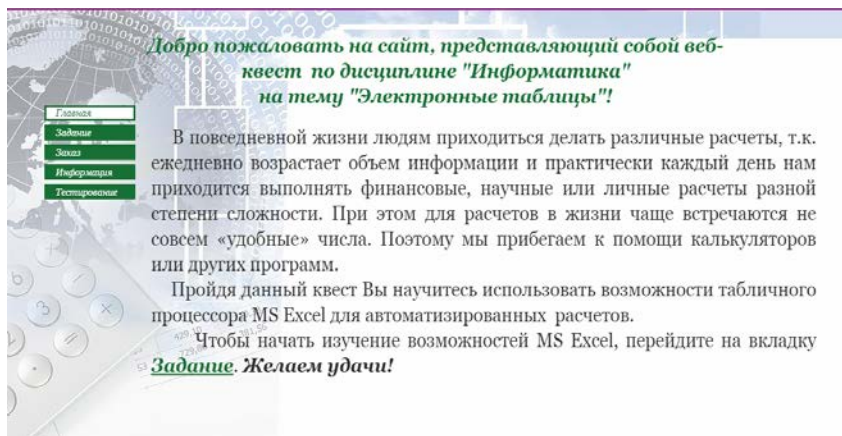 Добро пожаловать на сайт, представляющий собой веб-
квест по дисциплине "Информатика"
на тему "Электронные таблицы"!
Главная
Задание
Заказ
Информация
Тестирование
В повседневной жизни людям приходиться делать различные расчеты, т.к.
ежедневно возрастает объем информации и практически каждый день нам
приходится выполнять финансовые, научные или личные расчеты разной
степени сложности. При этом для расчетов в жизни чаще встречаются не
совсем «удобные» числа. Поэтому мы прибегаем к помощи калькуляторов
или других программ.
Пройдя данный квест Вы научитесь использовать возможности табличного
процессора MS Excel для автоматизированных расчетов.
Чтобы начать изучение возможностей MS Excel, перейдите на вкладку
Задание. Желаем удачи!